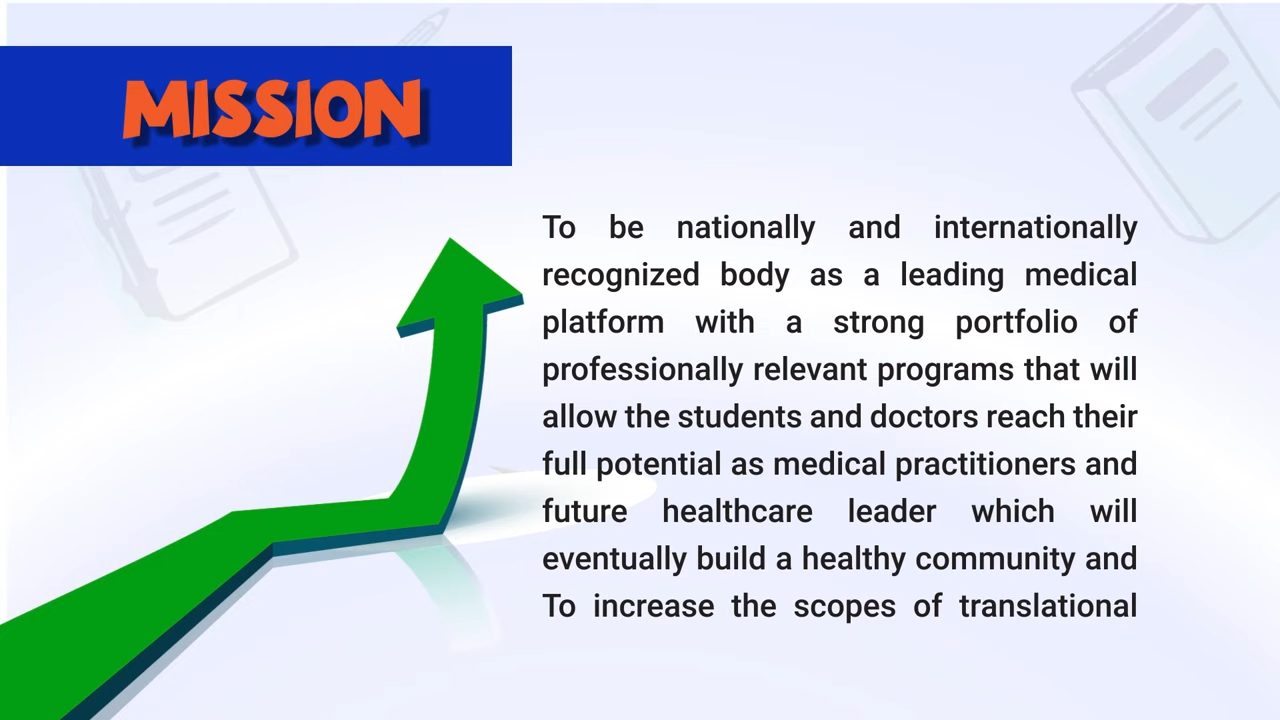 MISSION
To be nationally and internationally
recognized body as a leading medical
platform with a strong portfolio of
professionally relevant programs that will
allow the students and doctors reach their
full potential as medical practitioners and
future healthcare leader which will
eventually build a healthy community and
To increase the scopes of translational